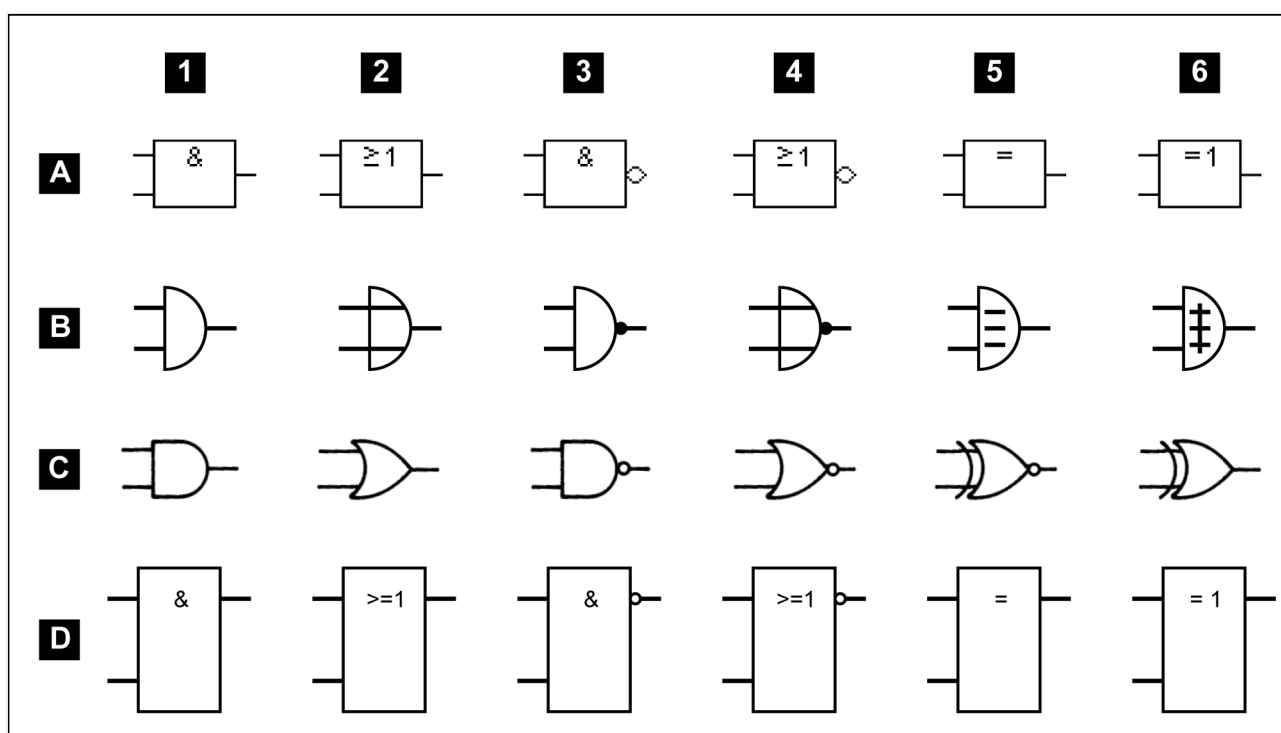 1 2 3 4 5 6
A & ≥1 & ≥1 = =1
B
C
D & >=1 & >=1 = = 1